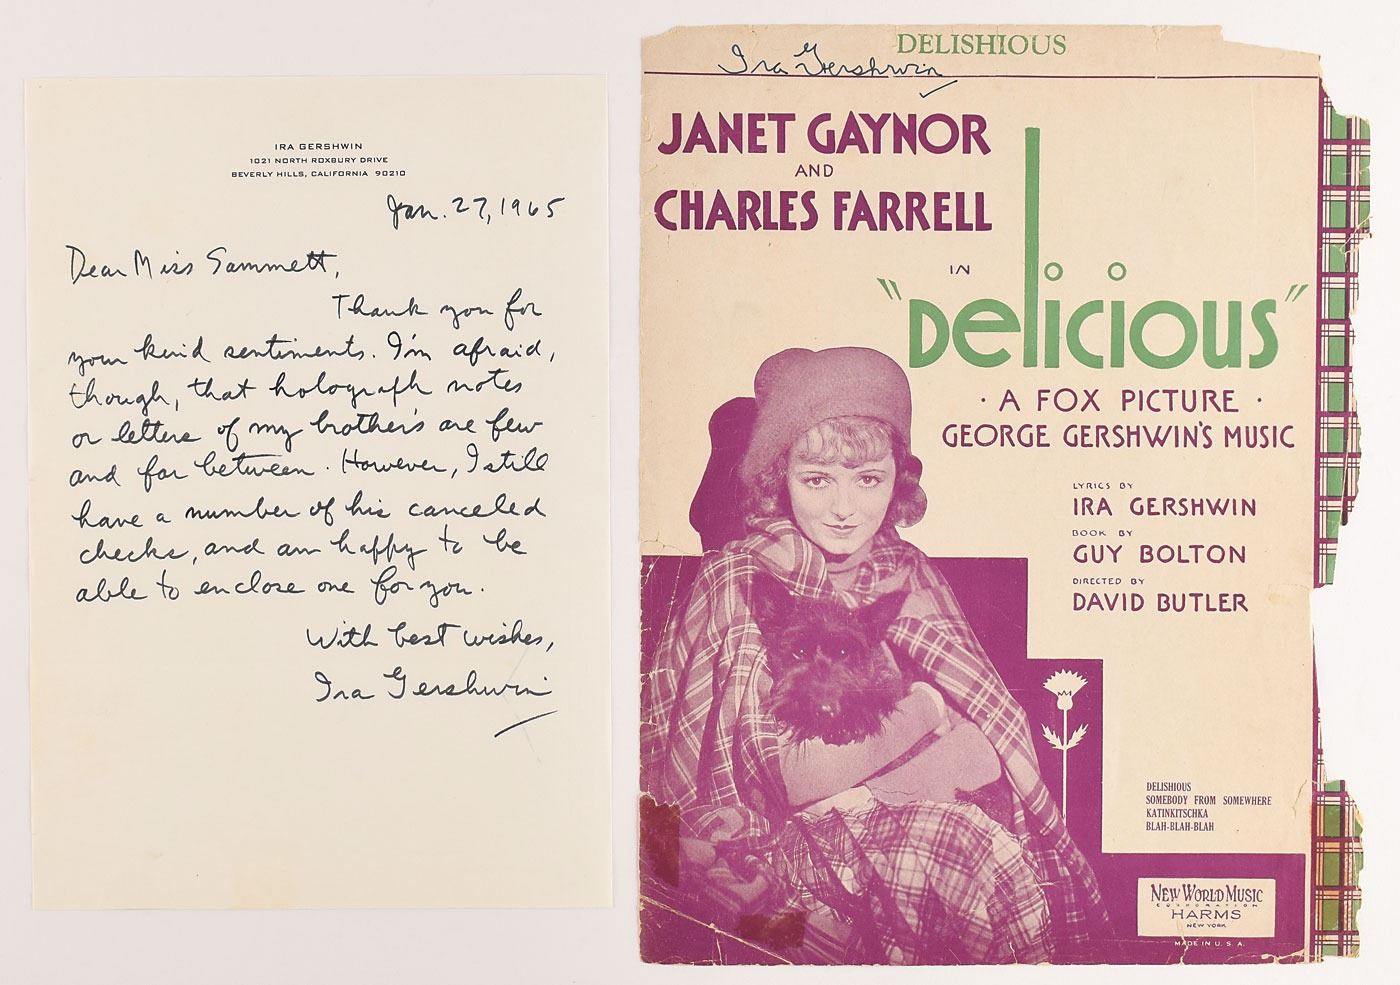 IRA GERSHWIN
1021 NORTH ROXBURY DRIVE
BEVERLY HILLS, CALIFORNIA 90210
Jan. 27, 1965
Dear Miss Sammett,
Thank you for
your kind sentiments. I'm afraid,
though, that holograph notes
or letters of my brother's are few
and far between. However, I still
have a number of his canceled
checks, and am happy to be
able to enclose one for you.
With best wishes,
Ira Gershwin
DELISHIOUS
Ira Gershwin
JANET GAYNOR
AND
CHARLES FARRELL
IN
"Delicious"
· A FOX PICTURE ·
GEORGE GERSHWIN'S MUSIC
LYRICS BY
IRA GERSHWIN
BOOK BY
GUY BOLTON
DIRECTED BY
DAVID BUTLER
DELISHIOUS
SOMEBODY FROM SOMEWHERE
KATINKITSCHKA
BLAH-BLAH-BLAH
NEW WORLD MUSIC
CORPORATION
HARMS
NEW YORK
MADE IN U.S.A.